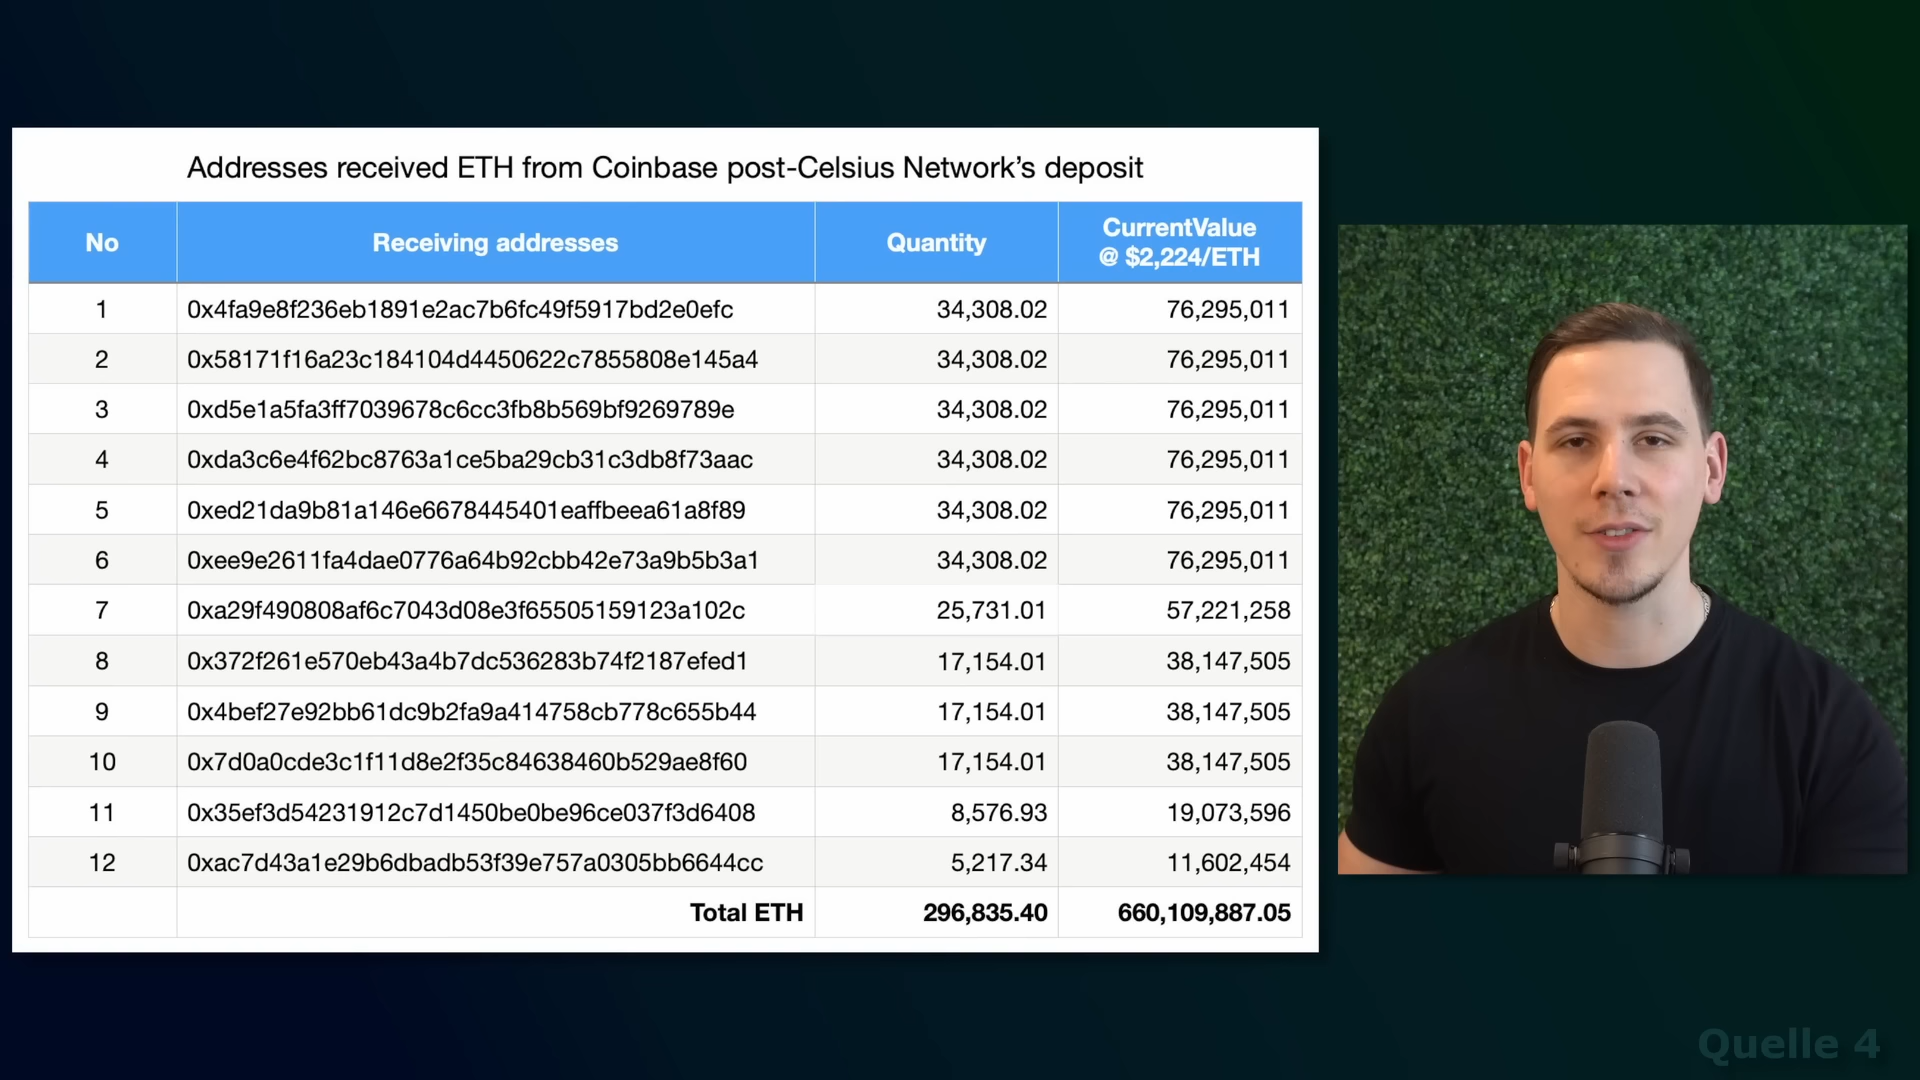 Addresses received ETH from Coinbase post-Celsius Network's deposit
No Receiving addresses Quantity CurrentValue @ $2,224/ETH
1 0x4fa9e8f236eb1891e2ac7b6fc49f5917bd2e0efc 34,308.02 76,295,011
2 0x58171f16a23c184104d4450622c7855808e145a4 34,308.02 76,295,011
3 0xd5e1a5fa3ff7039678c6cc3fb8b569bf9269789e 34,308.02 76,295,011
4 0xda3c6e4f62bc8763a1ce5ba29cb31c3db8f73aac 34,308.02 76,295,011
5 0xed21da9b81a146e6678445401eaffbeea61a8f89 34,308.02 76,295,011
6 0xee9e2611fa4dae0776a64b92cbb42e73a9b5b3a1 34,308.02 76,295,011
7 0xa29f490808af6c7043d08e3f65505159123a102c 25,731.01 57,221,258
8 0x372f261e570eb43a4b7dc536283b74f2187efed1 17,154.01 38,147,505
9 0x4bef27e92bb61dc9b2fa9a414758cb778c655b44 17,154.01 38,147,505
10 0x7d0a0cde3c1f11d8e2f35c84638460b529ae8f60 17,154.01 38,147,505
11 0x35ef3d54231912c7d1450be0be96ce037f3d6408 8,576.93 19,073,596
12 0xac7d43a1e29b6dbadb53f39e757a0305bb6644cc 5,217.34 11,602,454
Total ETH 296,835.40 660,109,887.05
Quelle 4